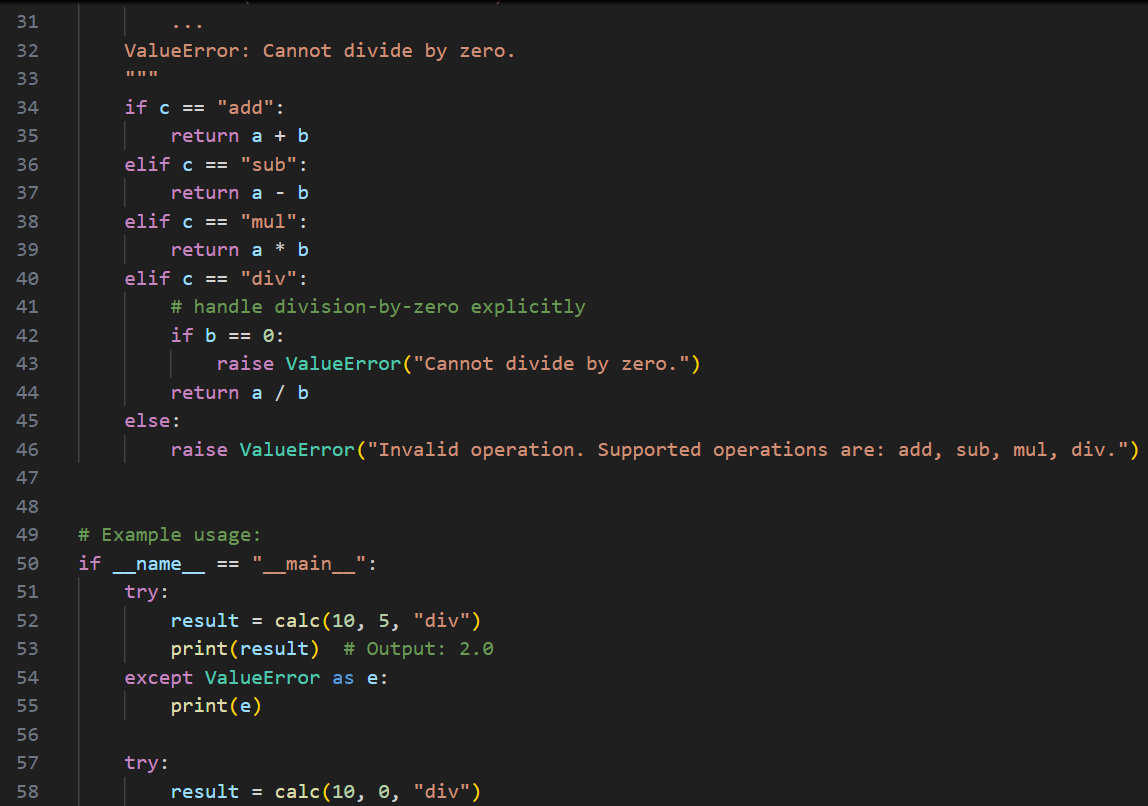 31 ...
32 ValueError: Cannot divide by zero.
33 """
34 if c == "add":
35 return a + b
36 elif c == "sub":
37 return a - b
38 elif c == "mul":
39 return a * b
40 elif c == "div":
41 # handle division-by-zero explicitly
42 if b == 0:
43 raise ValueError("Cannot divide by zero.")
44 return a / b
45 else:
46 raise ValueError("Invalid operation. Supported operations are: add, sub, mul, div.")
47
48
49 # Example usage:
50 if __name__ == "__main__":
51 try:
52 result = calc(10, 5, "div")
53 print(result)  # Output: 2.0
54 except ValueError as e:
55 print(e)
56
57 try:
58 result = calc(10, 0, "div")